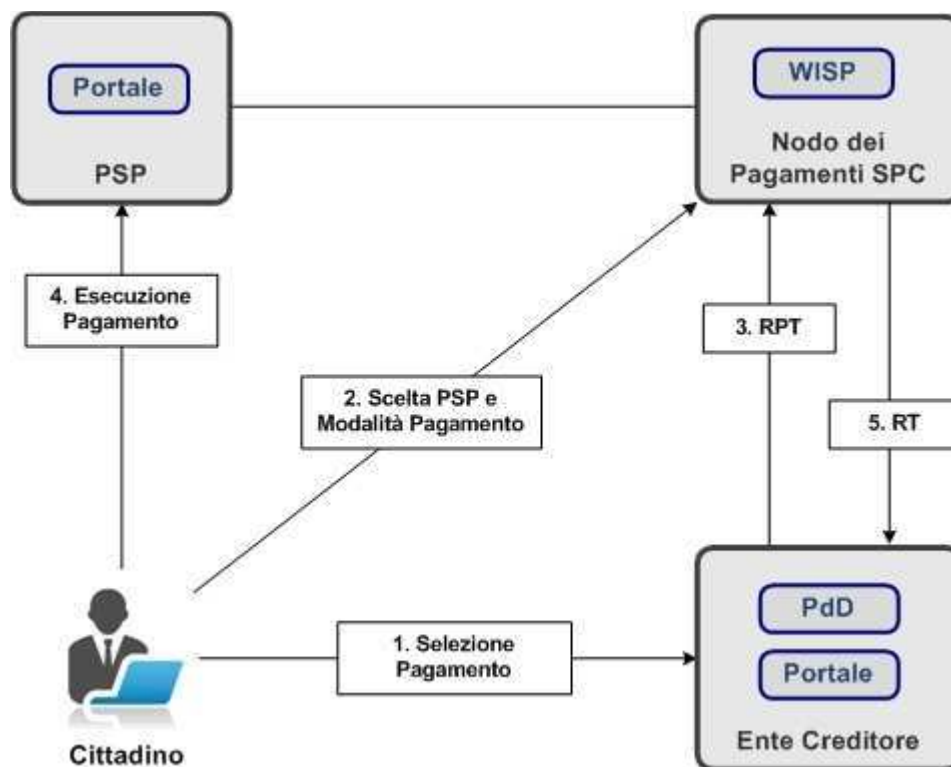 Portale
PSP
WISP
Nodo dei
Pagamenti SPC
4. Esecuzione
Pagamento
3. RPT
2. Scelta PSP e
Modalità Pagamento
5. RT
1. Selezione
Pagamento
PdD
Portale
Ente Creditore
Cittadino